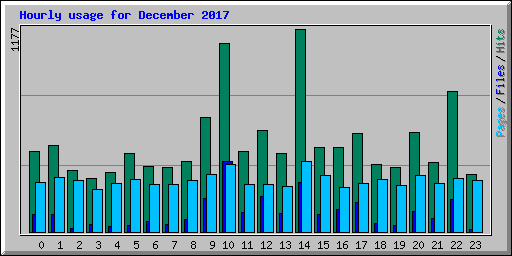 Hourly usage for December 2017
1177
Pages / Files / Hits
0 1 2 3 4 5 6 7 8 9 10 11 12 13 14 15 16 17 18 19 20 21 22 23